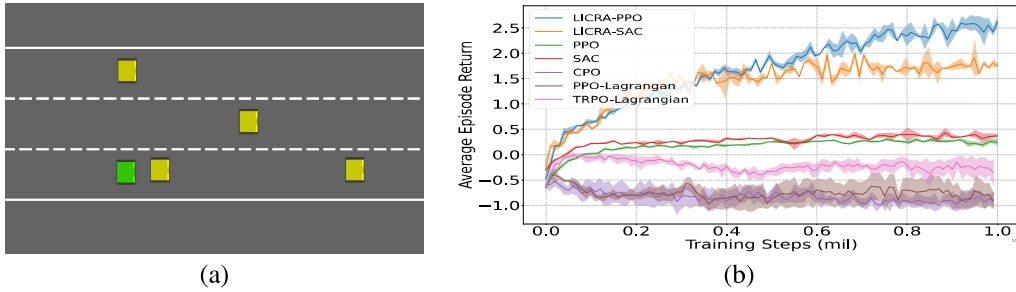 LICRA-PPO
LICRA-SAC
PPO
SAC
CPO
PPO-Lagrangan
TRPO-Lagrangian
Average Episode Return
2.5
2.0
1.5
1.0
0.5
0.0
−0.5
−1.0
0.0 0.2 0.4 0.6 0.8 1.0
Training Steps (mil)
(a) (b)